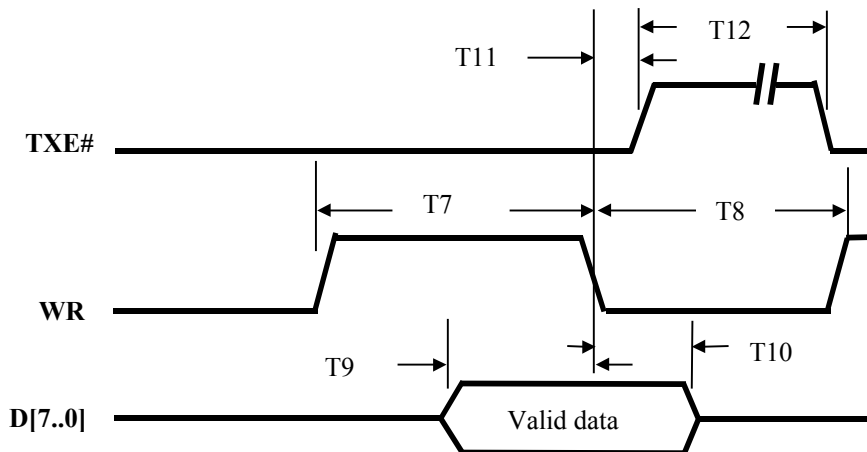 T12
T11
TXE#
T7
T8
WR
T9
T10
D[7..0]
Valid data